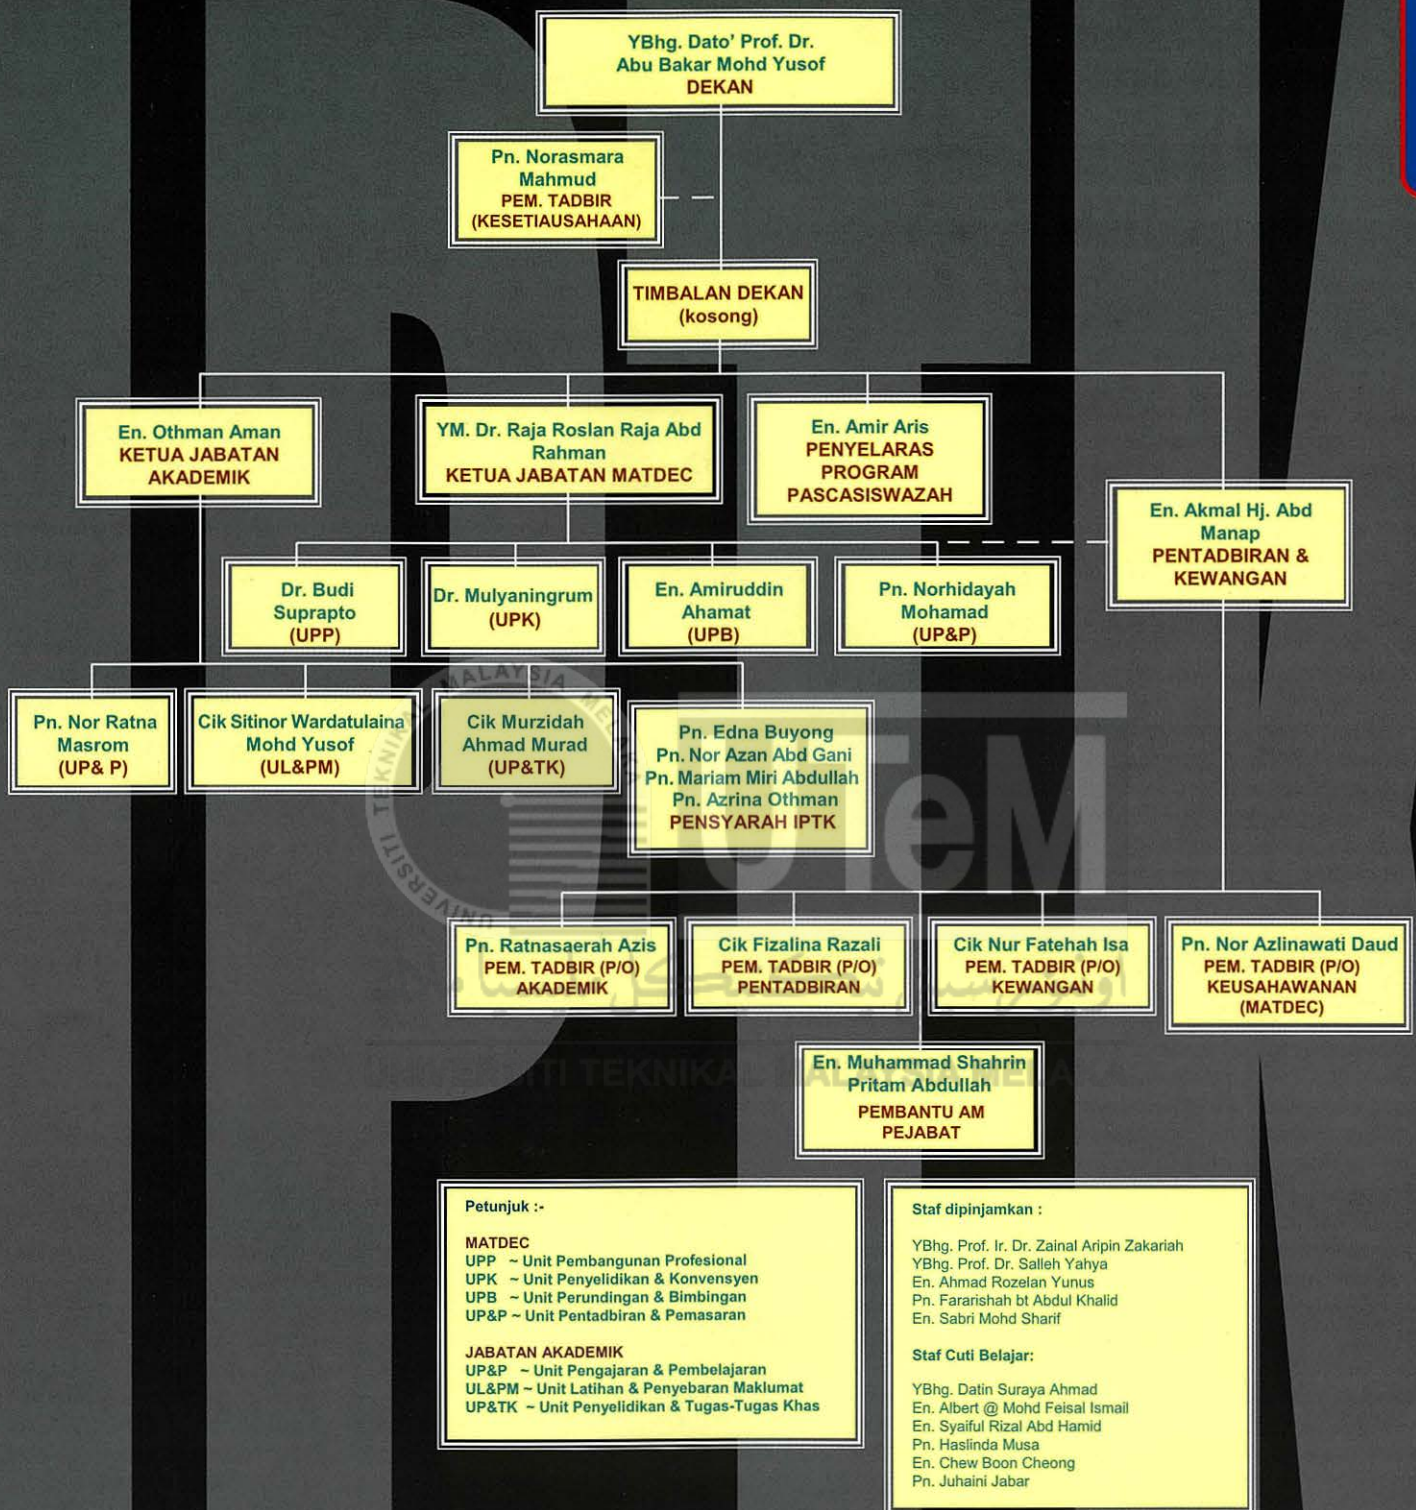 YBhg. Dato' Prof. Dr.
Abu Bakar Mohd Yusof
DEKAN
Pn. Norasmara
Mahmud
PEM. TADBIR
(KESETIAUSAHAAN)
TIMBALAN DEKAN
(kosong)
En. Othman Aman
KETUA JABATAN
AKADEMIK
YM. Dr. Raja Roslan Raja Abd
Rahman
KETUA JABATAN MATDEC
En. Amir Aris
PENYELARAS
PROGRAM
PASCASISWAZAH
En. Akmal Hj. Abd
Manap
PENTADBIRAN &
KEWANGAN
Dr. Budi
Suprapto
(UPP)
Dr. Mulyaningrum
(UPK)
En. Amiruddin
Ahamat
(UPB)
Pn. Norhidayah
Mohamad
(UP&P)
Pn. Nor Ratna
Masrom
(UP& P)
Cik Sitinor Wardatulaina
Mohd Yusof
(UL&PM)
Cik Murzidah
Ahmad Murad
(UP&TK)
Pn. Edna Buyong
Pn. Nor Azan Abd Gani
Pn. Mariam Miri Abdullah
Pn. Azrina Othman
PENSYARAH IPTK
UNIVERSITI TEKNIKAL MALAYSIA MELAKA
UTeM
Pn. Ratnasaerah Azis
PEM. TADBIR (P/O)
AKADEMIK
Cik Fizalina Razali
PEM. TADBIR (P/O)
PENTADBIRAN
Cik Nur Fatehah Isa
PEM. TADBIR (P/O)
KEWANGAN
Pn. Nor Azlinawati Daud
PEM. TADBIR (P/O)
KEUSAHAWANAN
(MATDEC)
UNIVERSITI TEKNIKAL MALAYSIA MELAKA
En. Muhammad Shahrin
Pritam Abdullah
PEMBANTU AM
PEJABAT
Petunjuk :-
MATDEC
UPP ~ Unit Pembangunan Profesional
UPK ~ Unit Penyelidikan & Konvensyen
UPB ~ Unit Perundingan & Bimbingan
UP&P ~ Unit Pentadbiran & Pemasaran
JABATAN AKADEMIK
UP&P ~ Unit Pengajaran & Pembelajaran
UL&PM ~ Unit Latihan & Penyebaran Maklumat
UP&TK ~ Unit Penyelidikan & Tugas-Tugas Khas
Staf dipinjamkan :
YBhg. Prof. Ir. Dr. Zainal Aripin Zakariah
YBhg. Prof. Dr. Salleh Yahya
En. Ahmad Rozelan Yunus
Pn. Fararishah bt Abdul Khalid
En. Sabri Mohd Sharif
Staf Cuti Belajar:
YBhg. Datin Suraya Ahmad
En. Albert @ Mohd Feisal Ismail
En. Syaiful Rizal Abd Hamid
Pn. Haslinda Musa
En. Chew Boon Cheong
Pn. Juhaini Jabar